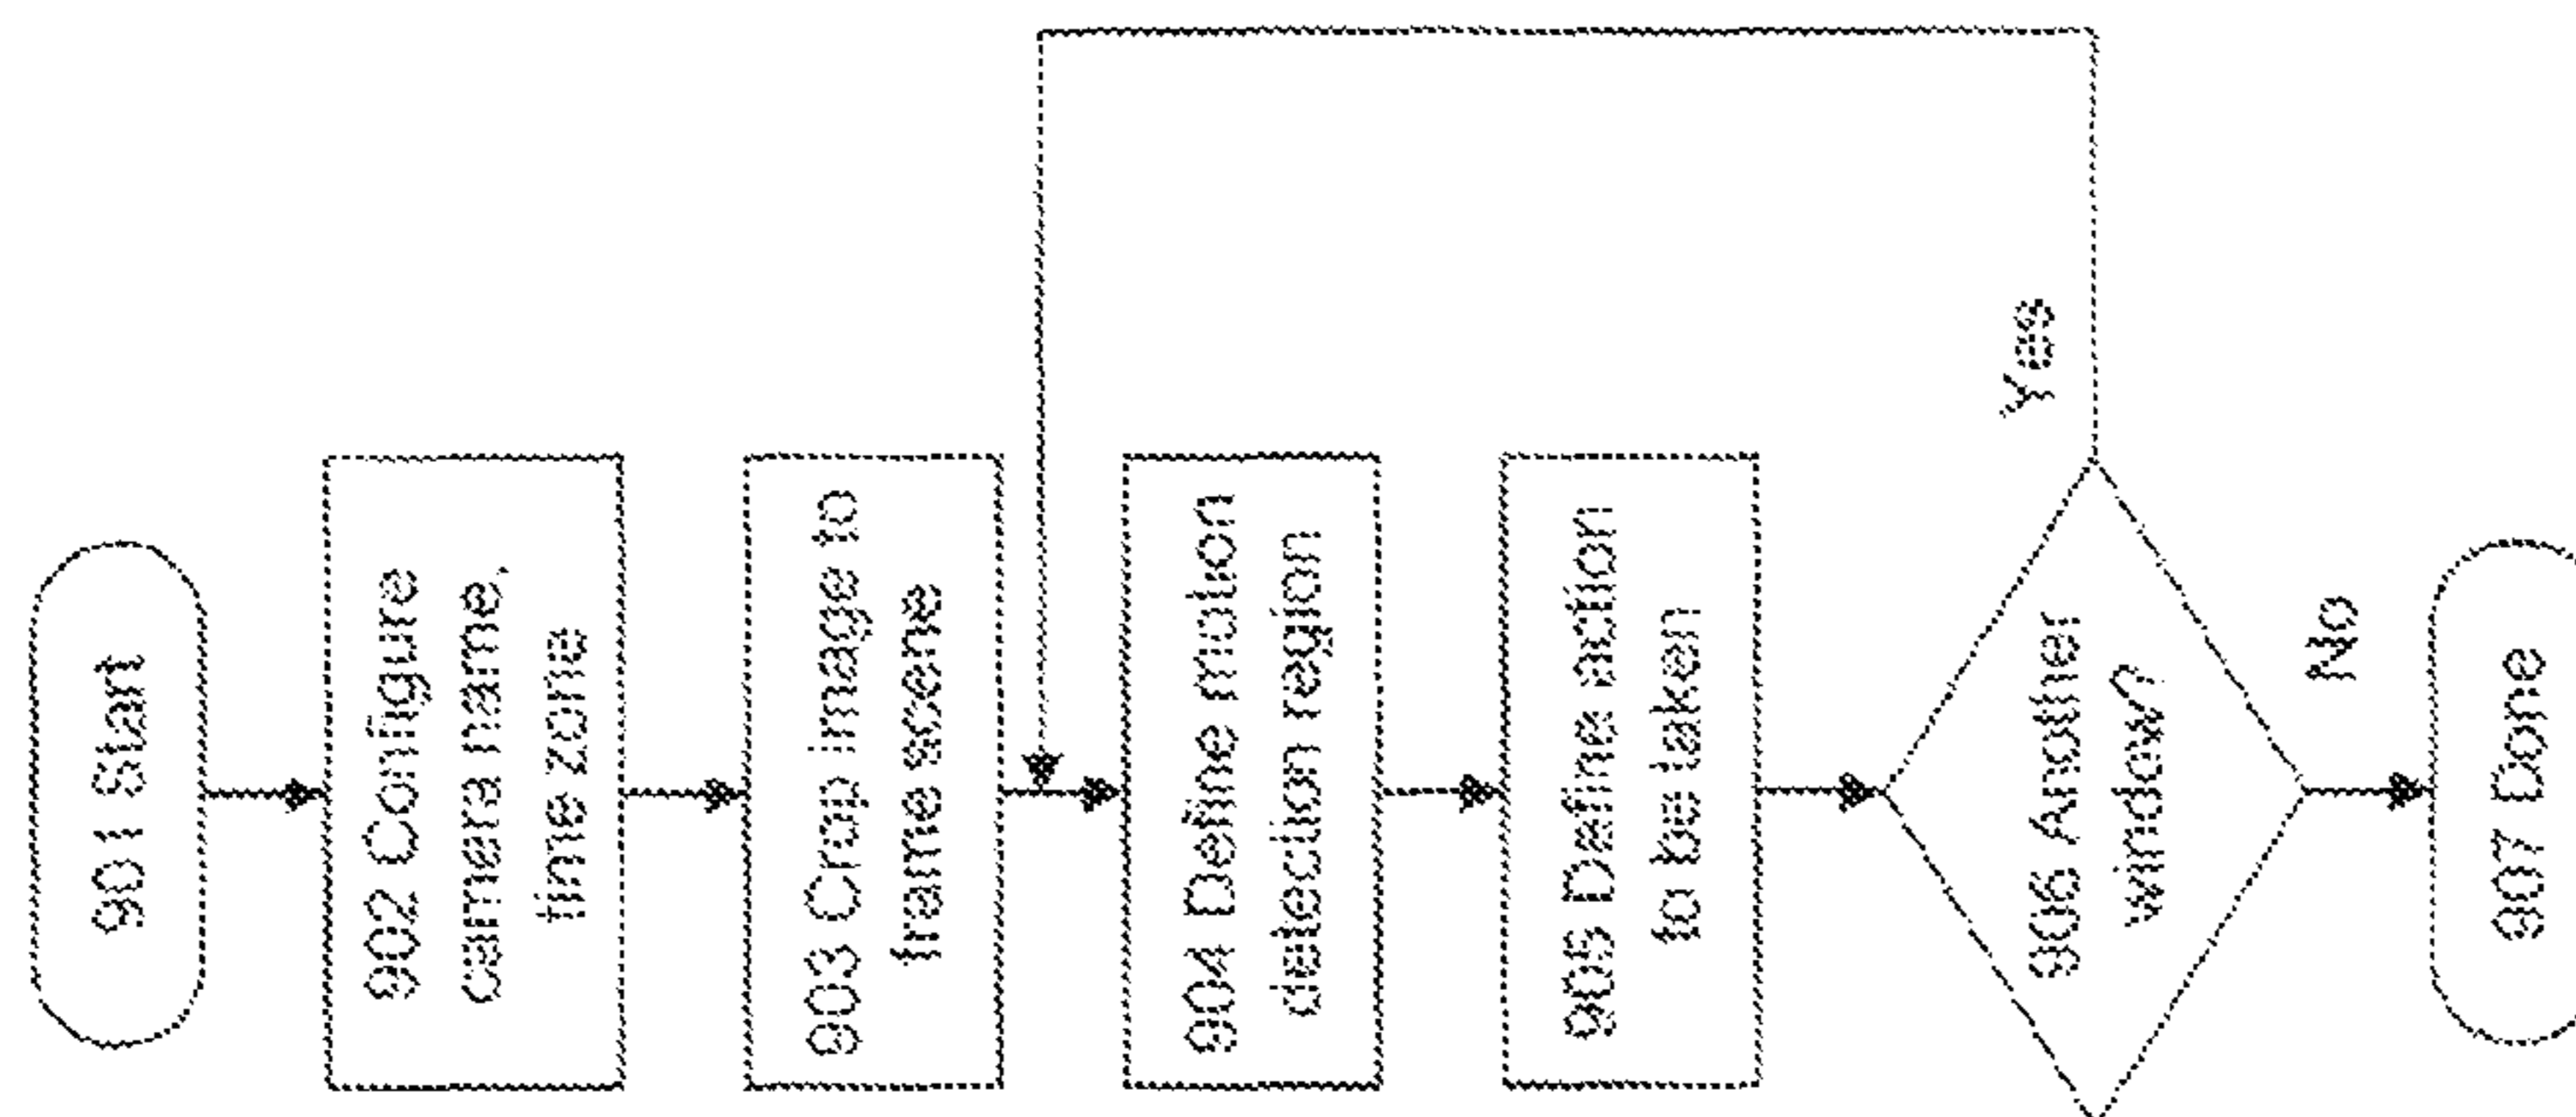 901 Start
902 Configure
camera name,
time zone
903 Crop image to
frame scene
904 Define motion
detection region
905 Define action
to be taken
906 Another
window?
Yes
No
907 Done